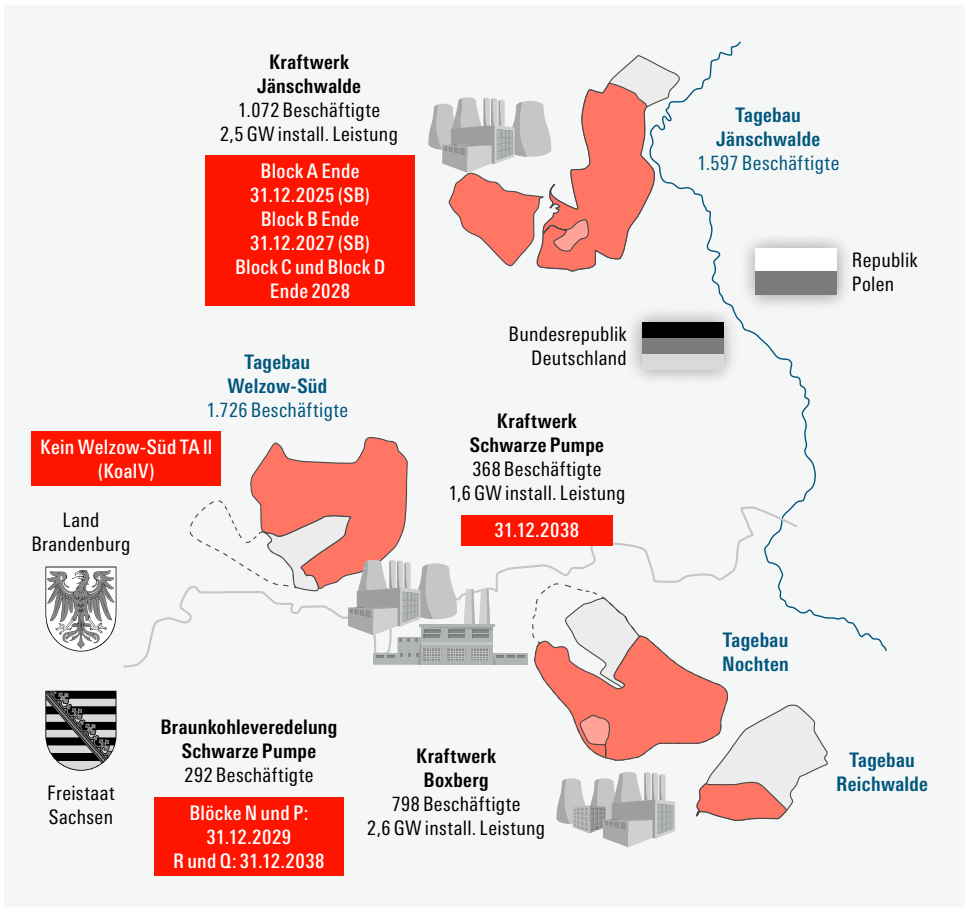 Kraftwerk
Jänschwalde
1.072 Beschäftigte
2,5 GW install. Leistung
Block A Ende
31.12.2025 (SB)
Block B Ende
31.12.2027 (SB)
Block C und Block D
Ende 2028
Tagebau
Jänschwalde
1.597 Beschäftigte
Republik
Polen
Bundesrepublik
Deutschland
Tagebau
Welzow-Süd
1.726 Beschäftigte
Kein Welzow-Süd TA II
(KoalV)
Kraftwerk
Schwarze Pumpe
368 Beschäftigte
1,6 GW install. Leistung
31.12.2038
Land
Brandenburg
Tagebau
Nochten
Freistaat
Sachsen
Braunkohleveredelung
Schwarze Pumpe
292 Beschäftigte
Blöcke N und P:
31.12.2029
R und Q: 31.12.2038
Kraftwerk
Boxberg
798 Beschäftigte
2,6 GW install. Leistung
Tagebau
Reichwalde